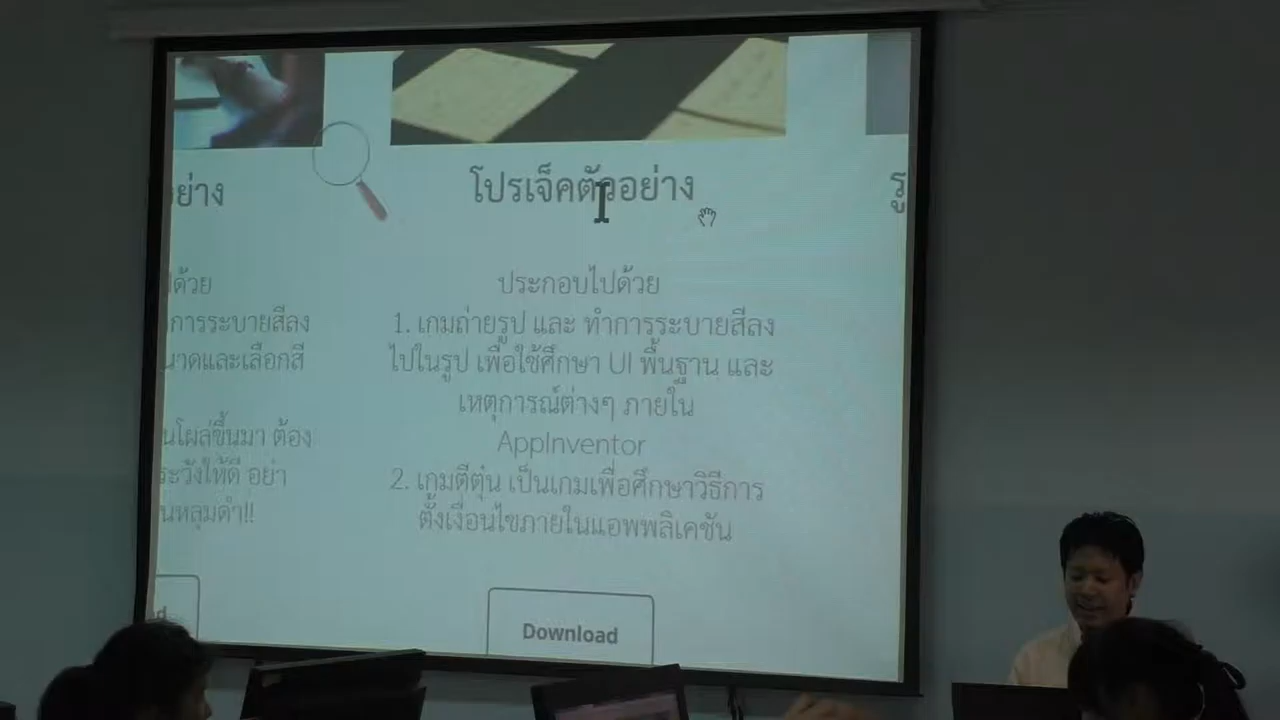 โปรเจ็คตัวอย่าง
ประกอบไปด้วย
1. เกมถ่ายรูป และ ทำการระบายสีลง
ไปในรูป เพื่อใช้ศึกษา UI พื้นฐาน และ
เหตุการณ์ต่างๆ ภายใน
AppInventor
2. เกมตีตุ่น เป็นเกมเพื่อศึกษาวิธีการ
ตั้งเงื่อนไขภายในแอพพลิเคชัน
Download
ย่าง
ด้วย
การระบายสีลง
าดและเลือกสี
นโผล่ขึ้นมา ต้อง
ระวังให้ดี อย่า
นหลุมดำ!!
รู